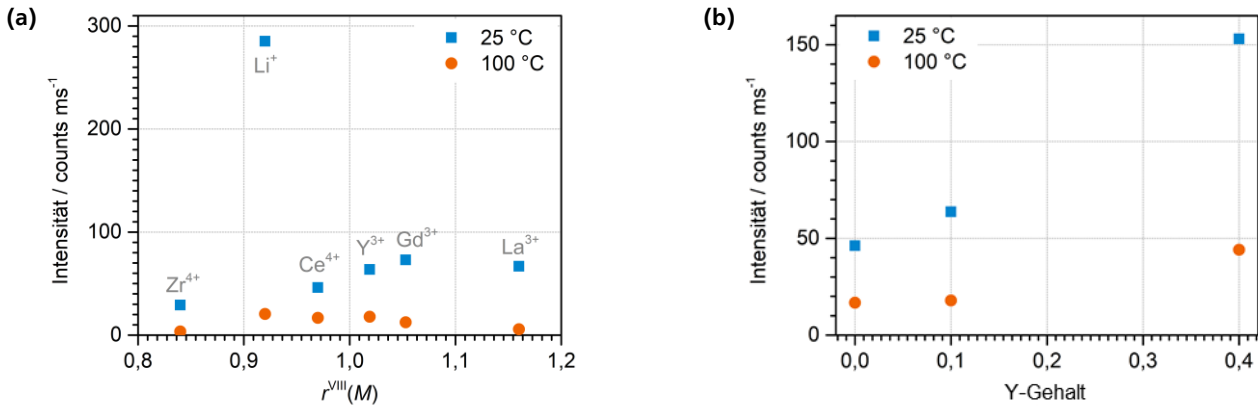 (a)
300
200
100
0
Intensität / counts ms⁻¹
25 °C
100 °C
Li⁺
Zr⁴⁺
Ce⁴⁺
Y³⁺
Gd³⁺
La³⁺
0,8 0,9 1,0 1,1 1,2
r^VIII(M)
(b)
150
100
50
0
Intensität / counts ms⁻¹
25 °C
100 °C
0,0 0,1 0,2 0,3 0,4
Y-Gehalt